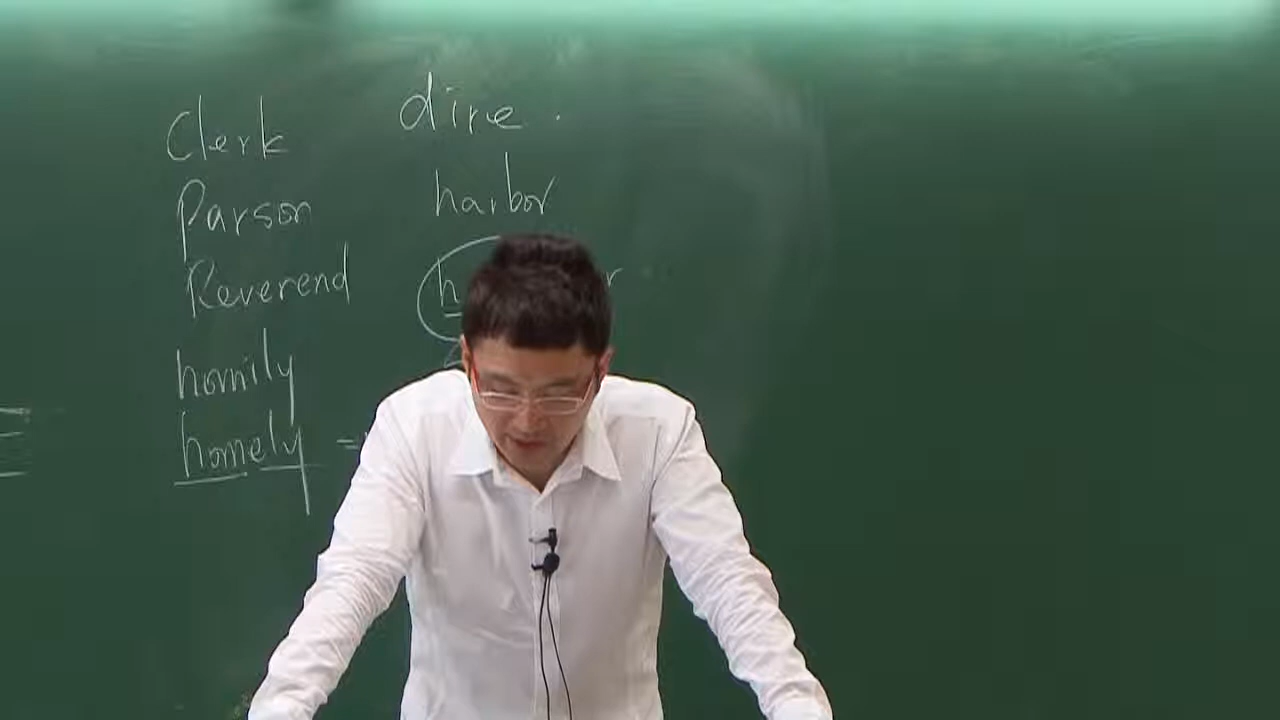 Clerk
Parson
Reverend
homily
homely =
dire .
harbor